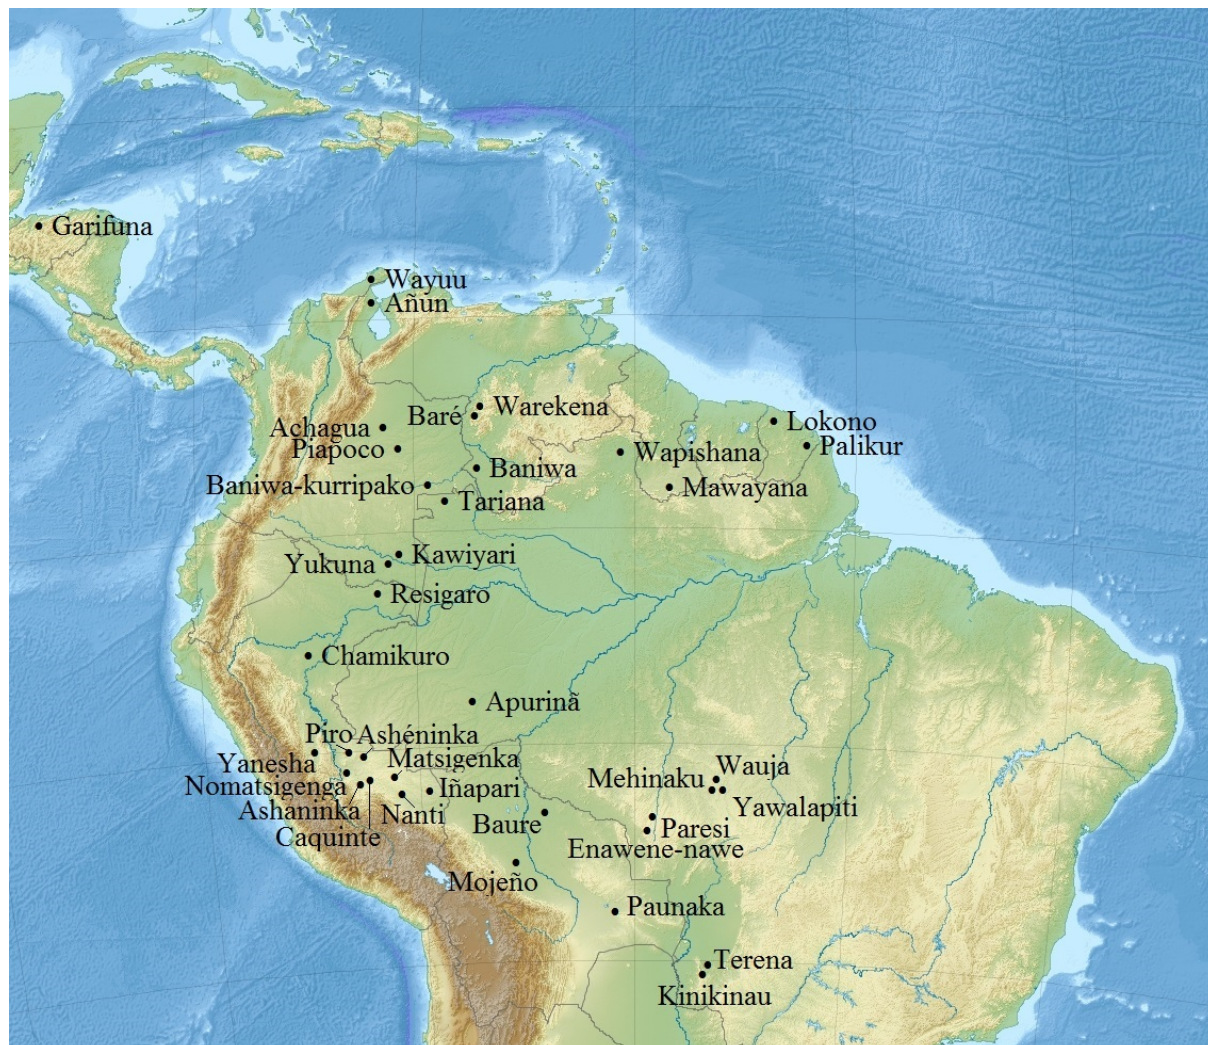 Garifuna
Wayuu
Añun
Warekena
Baré
Achagua
Lokono
Piapoco
Wapishana
Palikur
Baniwa
Baniwa-kurripako
Mawayana
Tariana
Kawiyari
Yukuna
Resigaro
Chamikuro
Apurinã
Piro
Ashéninka
Yanesha
Matsigenka
Wauja
Nomatsigenga
Mehinaku
Iñapari
Ashaninka
Nanti
Yawalapiti
Caquinte
Baure
Paresi
Enawene-nawe
Mojeño
Paunaka
Terena
Kinikinau